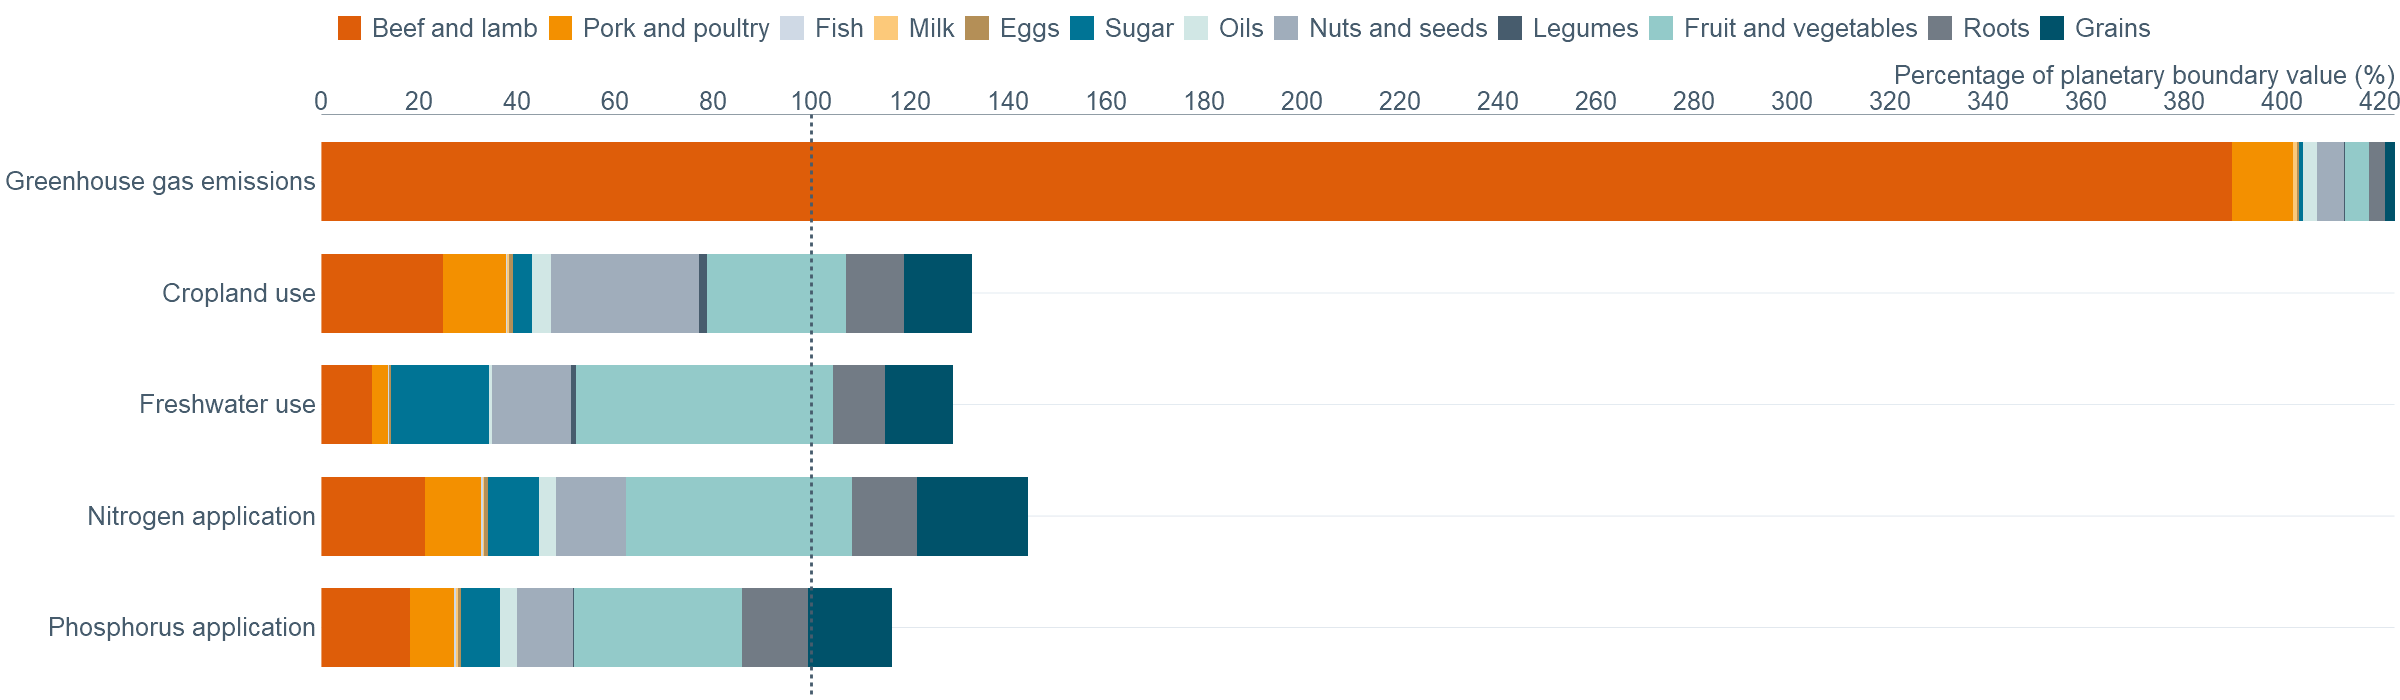 Beef and lamb Pork and poultry Fish Milk Eggs Sugar Oils Nuts and seeds Legumes Fruit and vegetables Roots Grains
Percentage of planetary boundary value (%)
0 20 40 60 80 100 120 140 160 180 200 220 240 260 280 300 320 340 360 380 400 420
Greenhouse gas emissions
Cropland use
Freshwater use
Nitrogen application
Phosphorus application